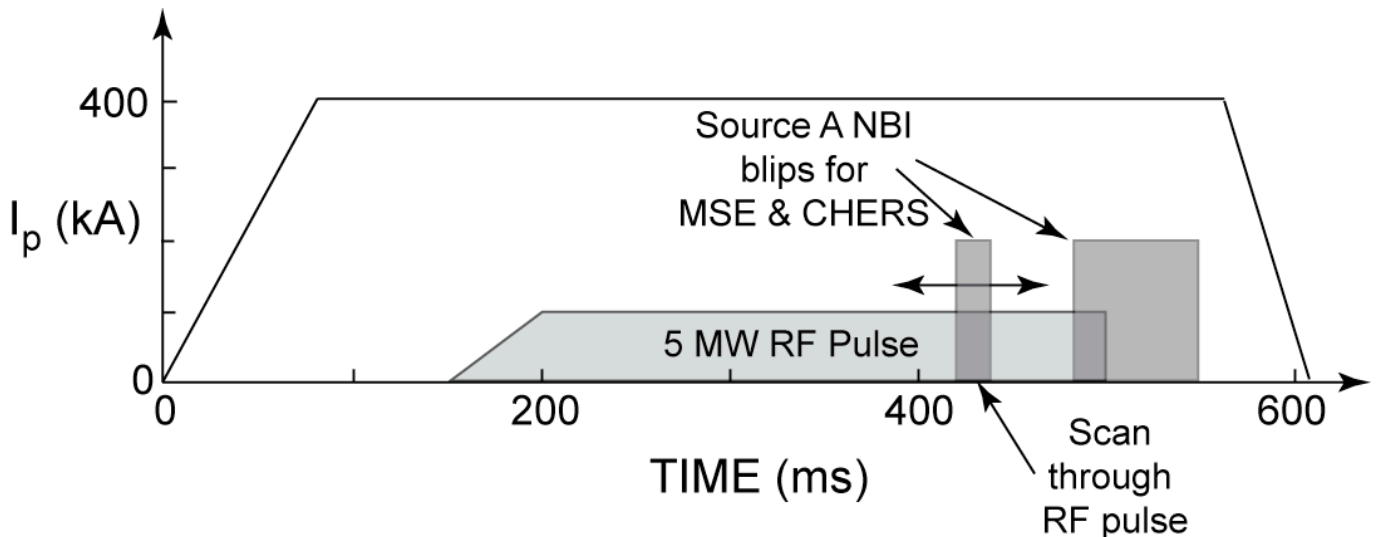 400
Source A NBI
blips for
MSE & CHERS
I_p (kA)
5 MW RF Pulse
0
0 200 400 600
TIME (ms)
Scan
through
RF pulse